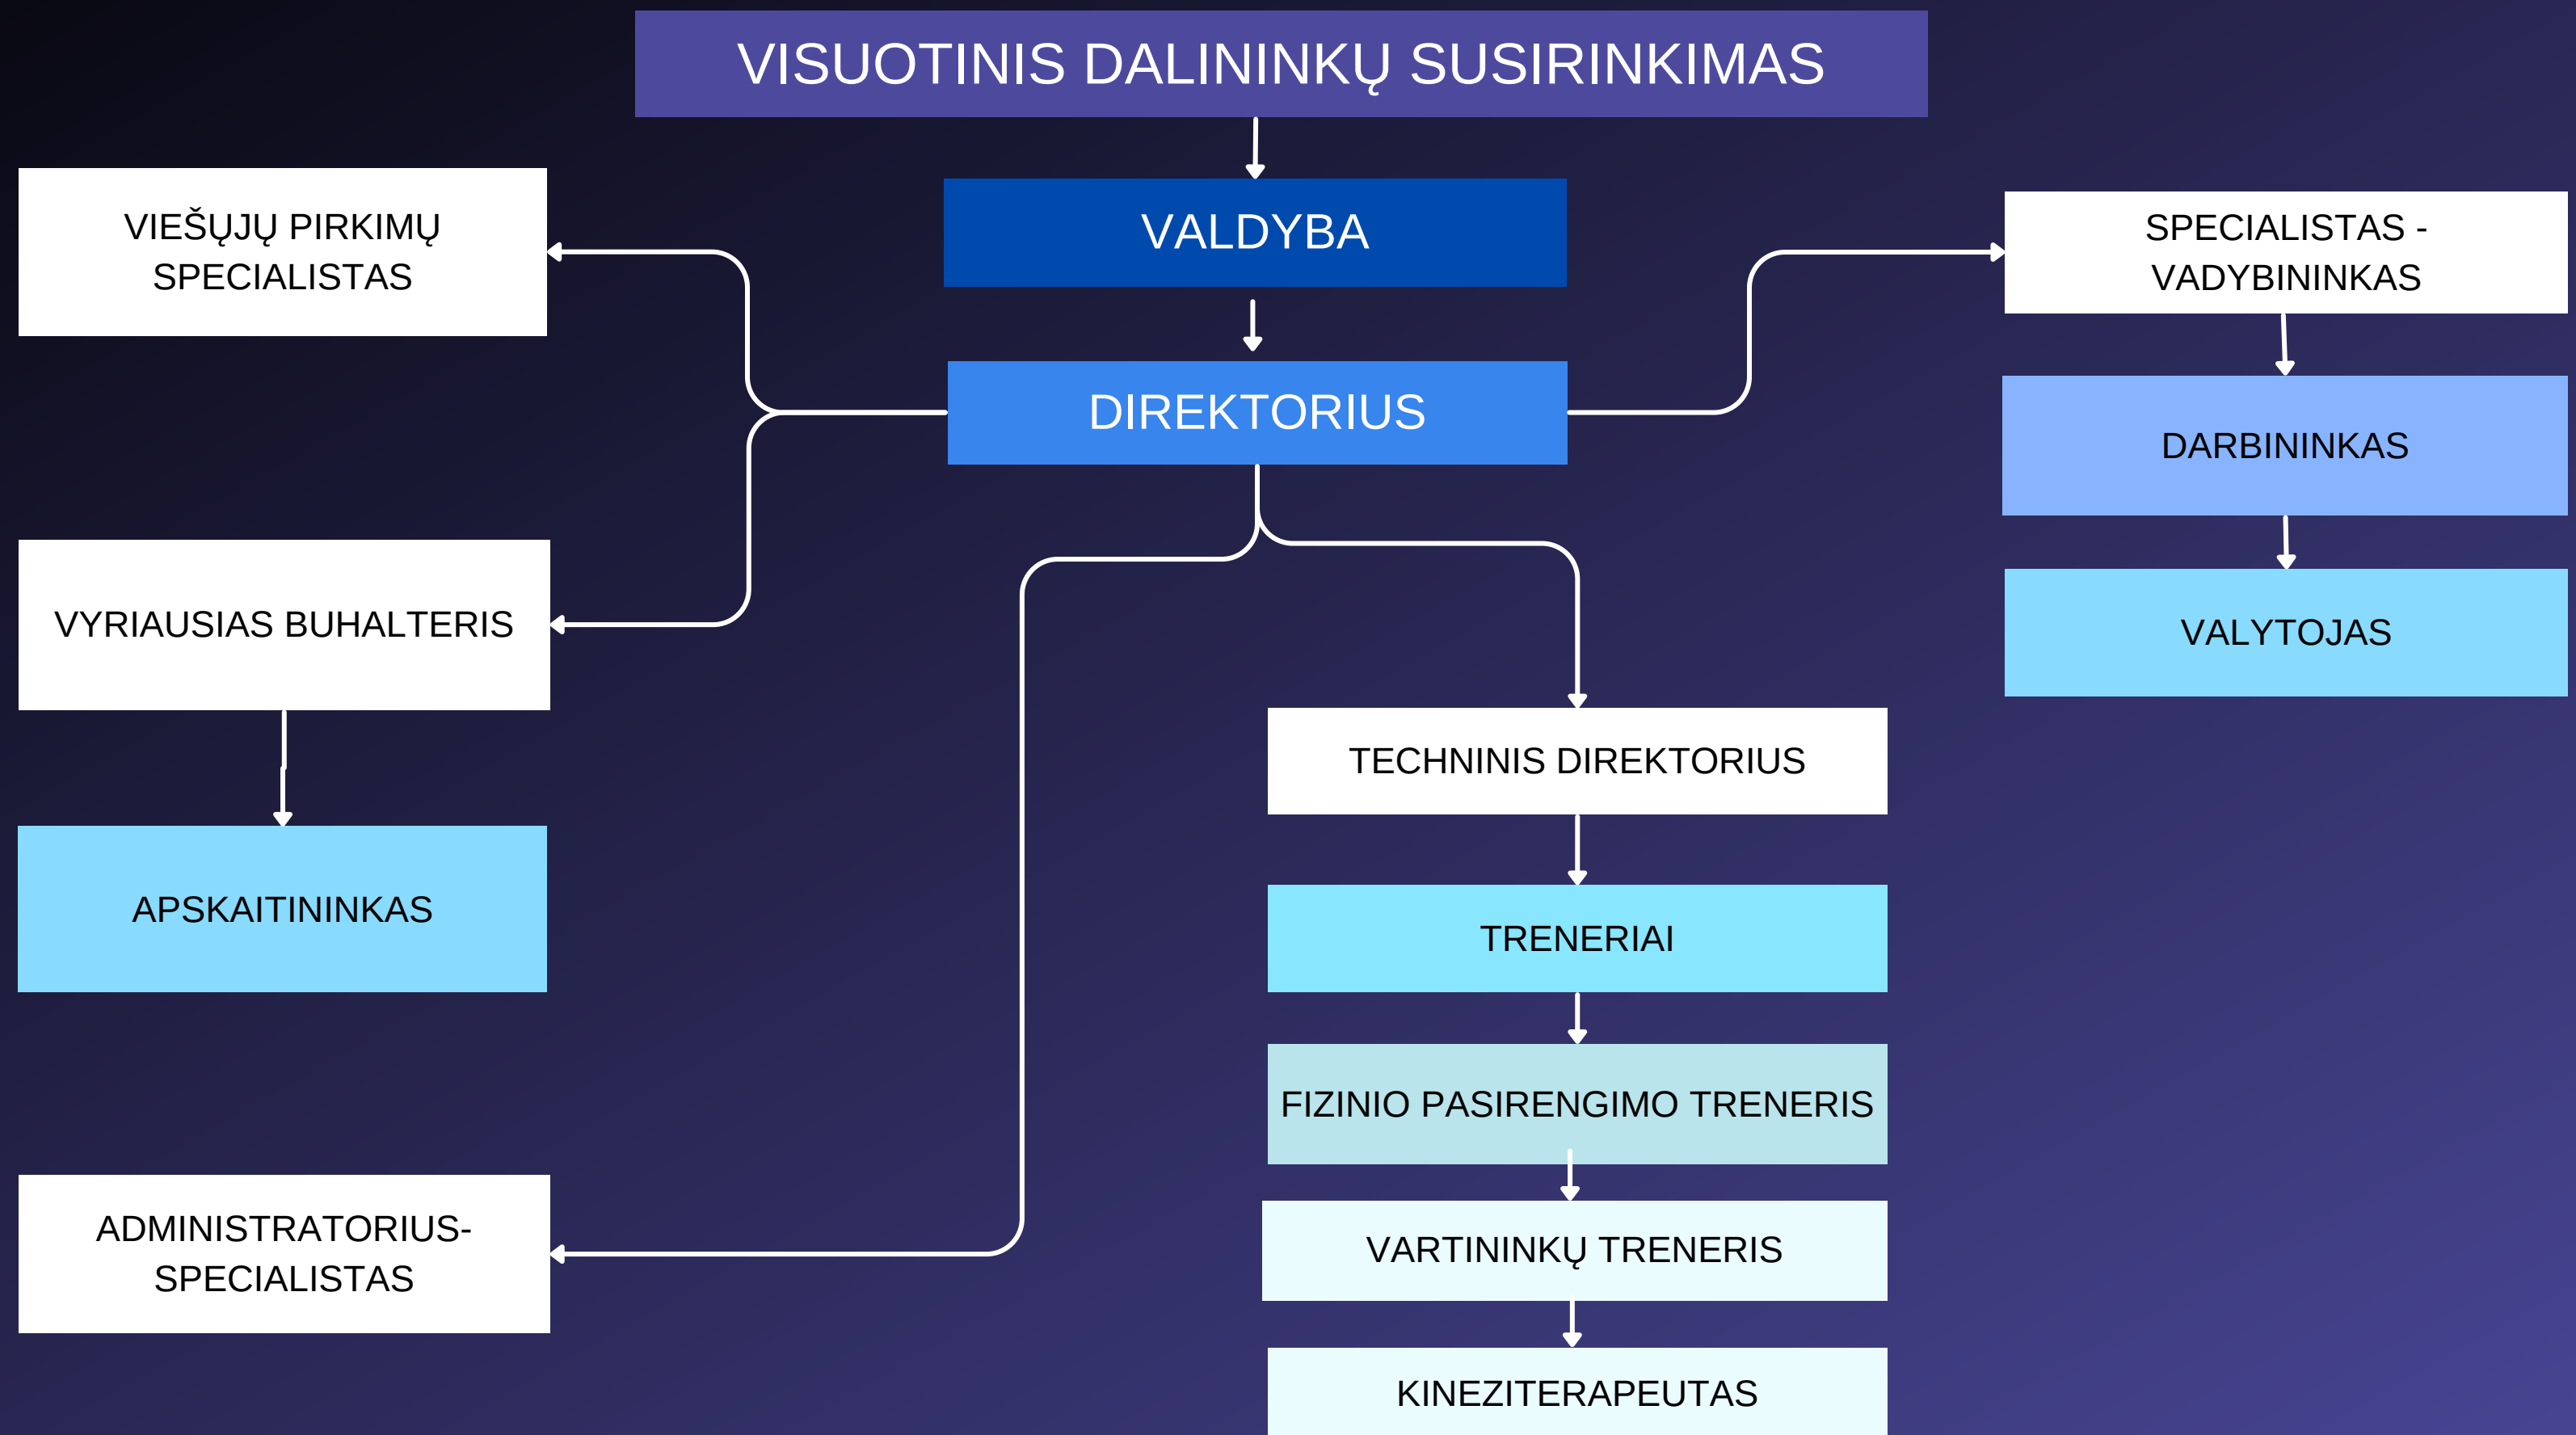 VISUOTINIS DALININKŲ SUSIRINKIMAS
VALDYBA
DIREKTORIUS
VIEŠŲJŲ PIRKIMŲ
SPECIALISTAS
VYRIAUSIAS BUHALTERIS
APSKAITININKAS
ADMINISTRATORIUS-
SPECIALISTAS
TECHNINIS DIREKTORIUS
TRENERIAI
FIZINIO PASIRENGIMO TRENERIS
VARTININKŲ TRENERIS
KINEZITERAPEUTAS
SPECIALISTAS -
VADYBININKAS
DARBININKAS
VALYTOJAS